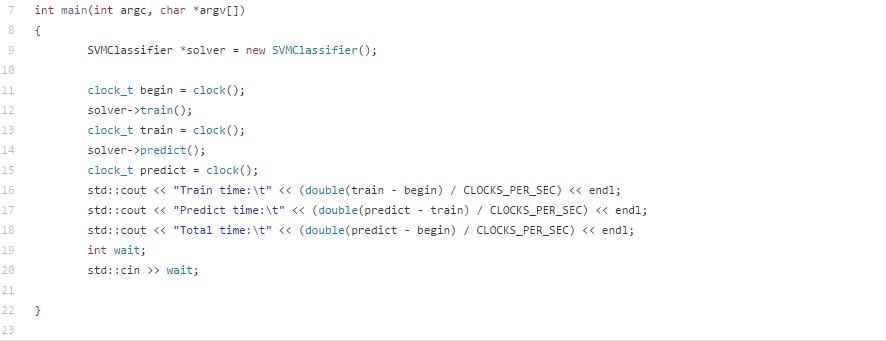 7 int main(int argc, char *argv[])
8 {
9 SVMClassifier *solver = new SVMClassifier();
10
11 clock_t begin = clock();
12 solver->train();
13 clock_t train = clock();
14 solver->predict();
15 clock_t predict = clock();
16 std::cout << "Train time:\t" << (double(train - begin) / CLOCKS_PER_SEC) << endl;
17 std::cout << "Predict time:\t" << (double(predict - train) / CLOCKS_PER_SEC) << endl;
18 std::cout << "Total time:\t" << (double(predict - begin) / CLOCKS_PER_SEC) << endl;
19 int wait;
20 std::cin >> wait;
21
22 }
23